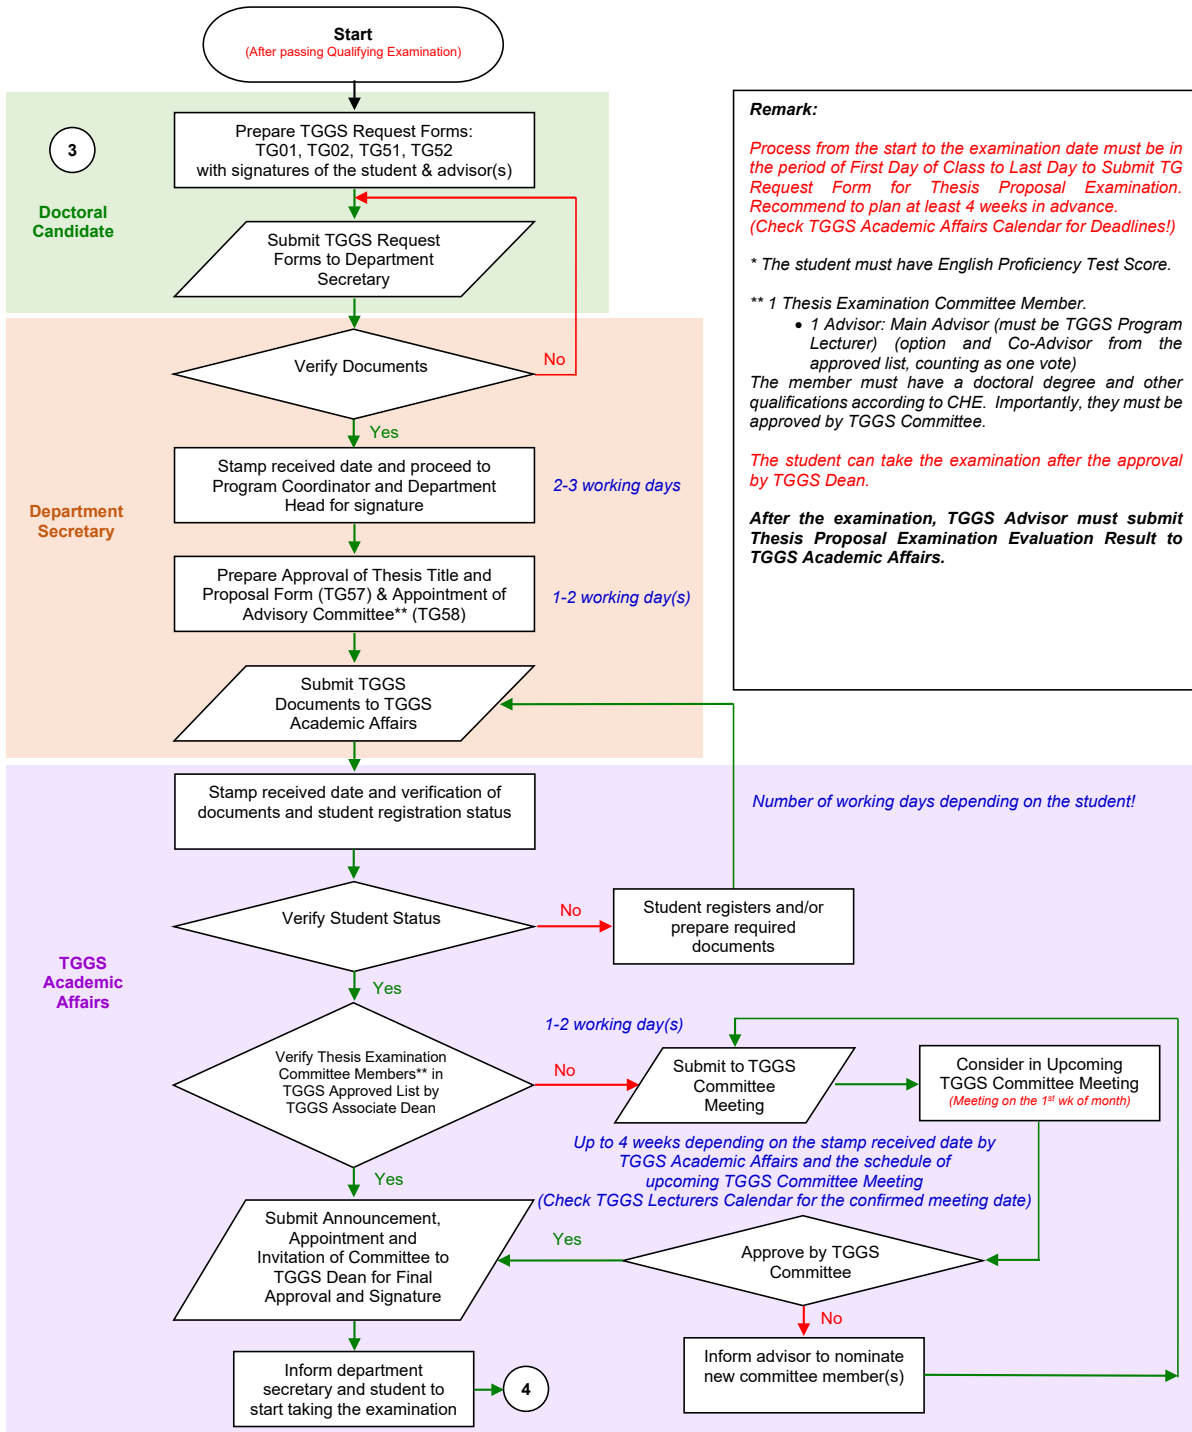 Start
(After passing Qualifying Examination)
3
Doctoral
Candidate
Prepare TGGS Request Forms:
TG01, TG02, TG51, TG52
with signatures of the student & advisor(s)
Submit TGGS Request
Forms to Department
Secretary
Verify Documents
No
Yes
Department
Secretary
Stamp received date and proceed to
Program Coordinator and Department
Head for signature
2-3 working days
Prepare Approval of Thesis Title and
Proposal Form (TG57) & Appointment of
Advisory Committee** (TG58)
1-2 working day(s)
Submit TGGS
Documents to TGGS
Academic Affairs
Remark:
Process from the start to the examination date must be in
the period of First Day of Class to Last Day to Submit TG
Request Form for Thesis Proposal Examination.
Recommend to plan at least 4 weeks in advance.
(Check TGGS Academic Affairs Calendar for Deadlines!)
* The student must have English Proficiency Test Score.
** 1 Thesis Examination Committee Member.
• 1 Advisor: Main Advisor (must be TGGS Program
Lecturer) (option and Co-Advisor from the
approved list, counting as one vote)
The member must have a doctoral degree and other
qualifications according to CHE. Importantly, they must be
approved by TGGS Committee.
The student can take the examination after the approval
by TGGS Dean.
After the examination, TGGS Advisor must submit
Thesis Proposal Examination Evaluation Result to
TGGS Academic Affairs.
TGGS
Academic
Affairs
Stamp received date and verification of
documents and student registration status
Number of working days depending on the student!
Verify Student Status
No
Student registers and/or
prepare required
documents
Yes
Verify Thesis Examination
Committee Members** in
TGGS Approved List by
TGGS Associate Dean
1-2 working day(s)
No
Submit to TGGS
Committee
Meeting
Consider in Upcoming
TGGS Committee Meeting
(Meeting on the 1st wk of month)
Up to 4 weeks depending on the stamp received date by
TGGS Academic Affairs and the schedule of
upcoming TGGS Committee Meeting
(Check TGGS Lecturers Calendar for the confirmed meeting date)
Yes
Submit Announcement,
Appointment and
Invitation of Committee to
TGGS Dean for Final
Approval and Signature
Yes
Approve by TGGS
Committee
No
Inform advisor to nominate
new committee member(s)
Inform department
secretary and student to
start taking the examination
4